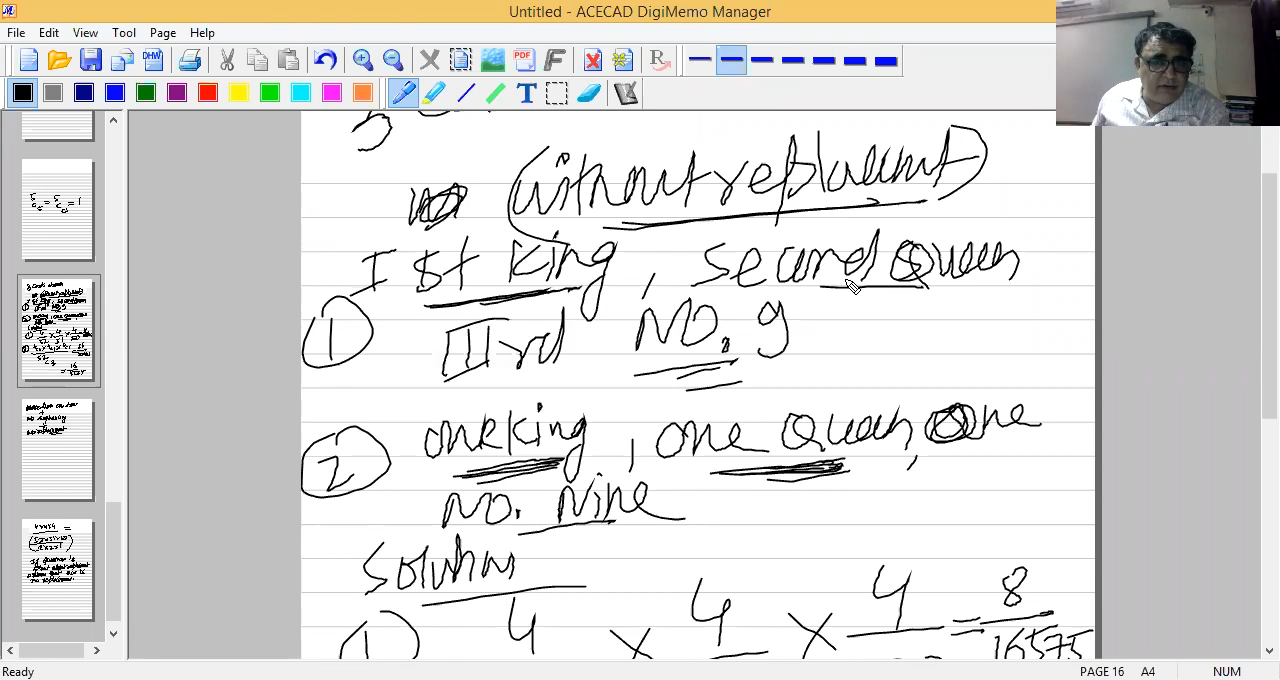 Untitled - ACECAD DigiMemo Manager
File Edit View Tool Page Help
(without replacement)
I st king, second Queen
① IIIrd NO. 9
② one king, one Queen, one
NO. Nine
Solution
4 × 4 × 4 = 8
16575
Ready
PAGE 16 A4 NUM